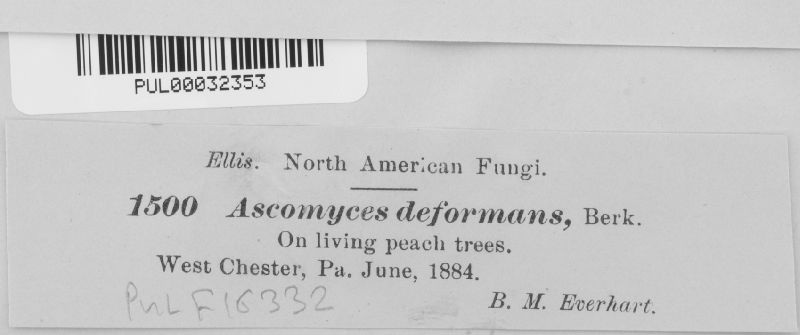 PUL00032353
Ellis. North American Fungi.
1500 Ascomyces deformans, Berk.
On living peach trees.
West Chester, Pa. June, 1884.
PUL F16332
B. M. Everhart.